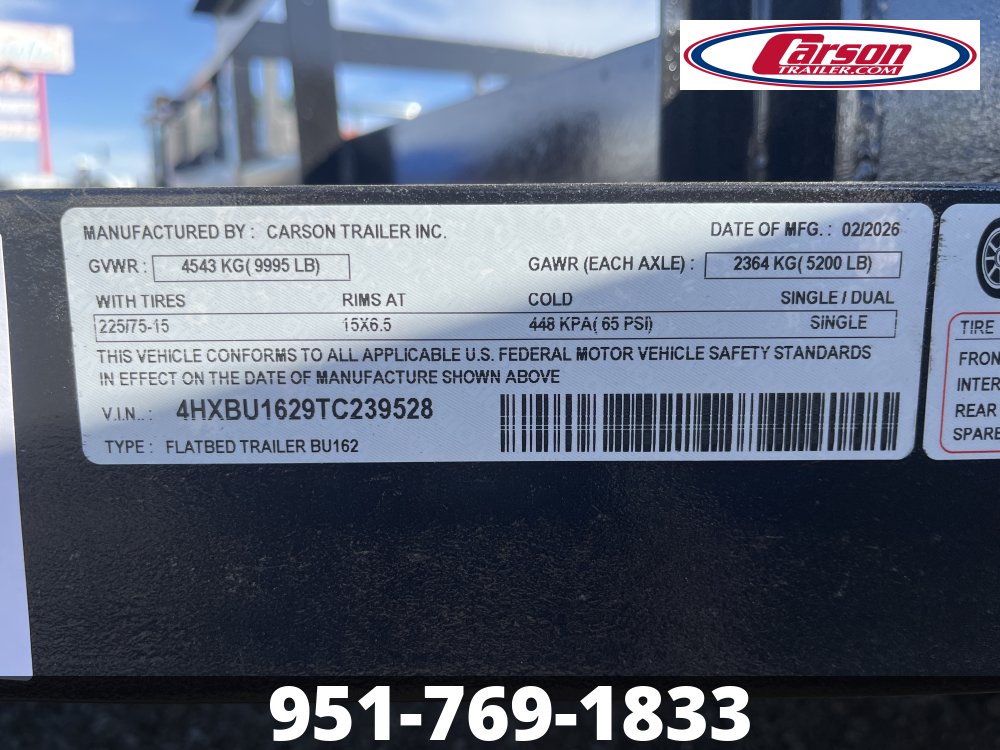 Carson
TRAILER.COM
MANUFACTURED BY : CARSON TRAILER INC.
DATE OF MFG. : 02/2026
GVWR : 4543 KG( 9995 LB)
GAWR (EACH AXLE) : 2364 KG( 5200 LB)
WITH TIRES RIMS AT COLD SINGLE / DUAL
225/75-15 15X6.5 448 KPA( 65 PSI) SINGLE
THIS VEHICLE CONFORMS TO ALL APPLICABLE U.S. FEDERAL MOTOR VEHICLE SAFETY STANDARDS
IN EFFECT ON THE DATE OF MANUFACTURE SHOWN ABOVE
V.I.N.. : 4HXBU1629TC239528
TYPE : FLATBED TRAILER BU162
TIRE
FRON
INTER
REAR
SPARE
951-769-1833